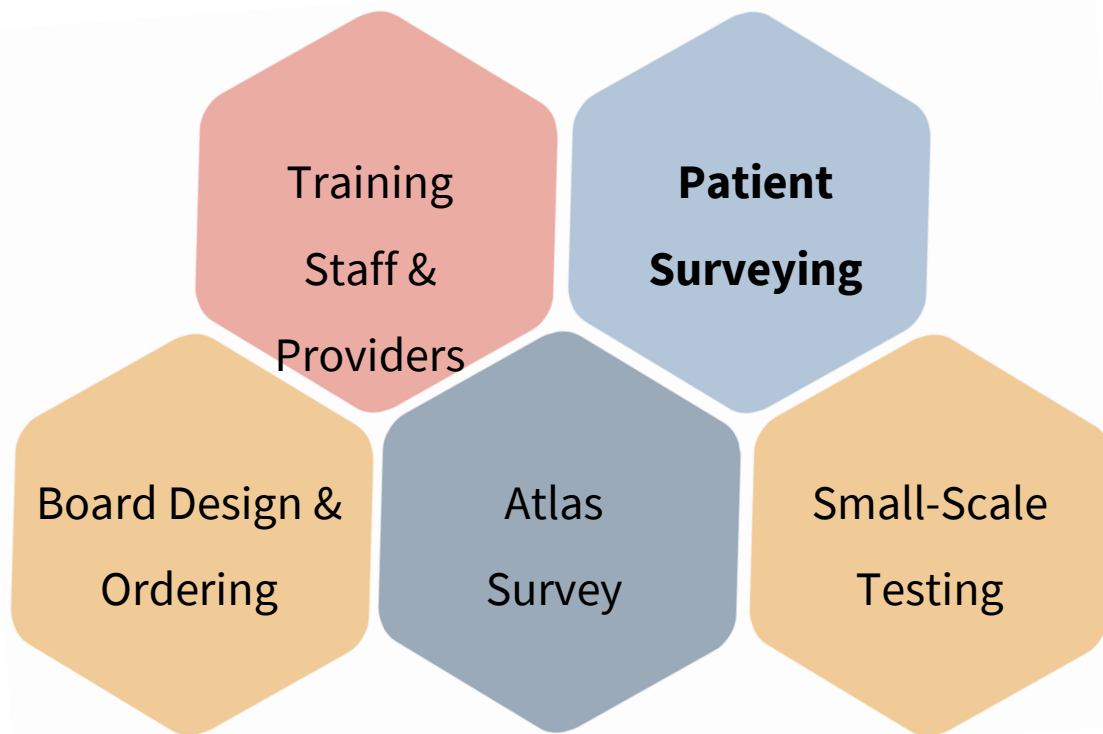 Training
Staff &
Providers
Patient
Surveying
Board Design &
Ordering
Atlas
Survey
Small-Scale
Testing